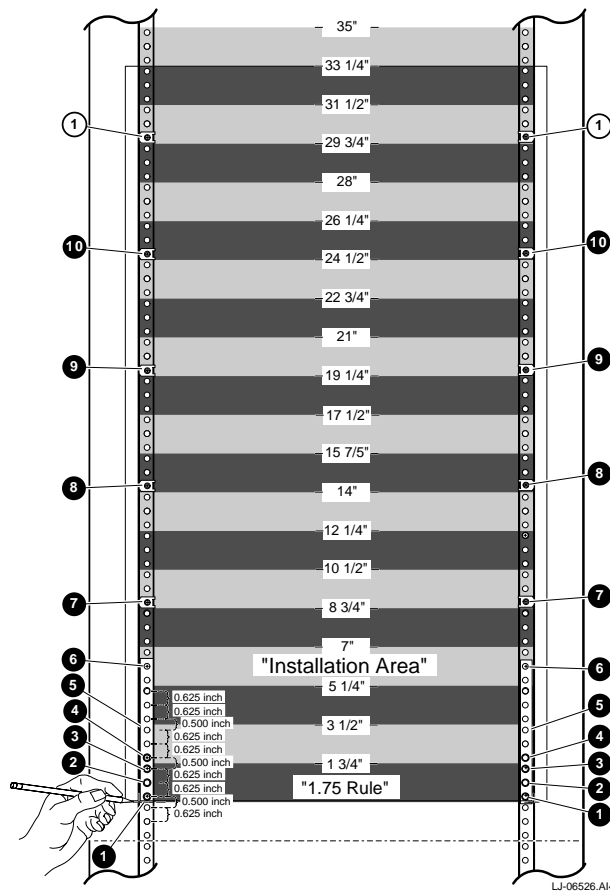 35"
33 1/4"
31 1/2"
1 1
29 3/4"
28"
26 1/4"
10 10
24 1/2"
22 3/4"
21"
9 9
19 1/4"
17 1/2"
15 7/5"
8 8
14"
12 1/4"
10 1/2"
7 7
8 3/4"
7"
6 "Installation Area" 6
5 1/4"
5 0.625 inch 5
0.625 inch
4 0.500 inch 3 1/2" 4
0.625 inch
3 0.625 inch 3
0.500 inch 1 3/4"
2 0.625 inch 2
0.625 inch "1.75 Rule"
0.500 inch 1
0.625 inch
1
LJ-06526.AI